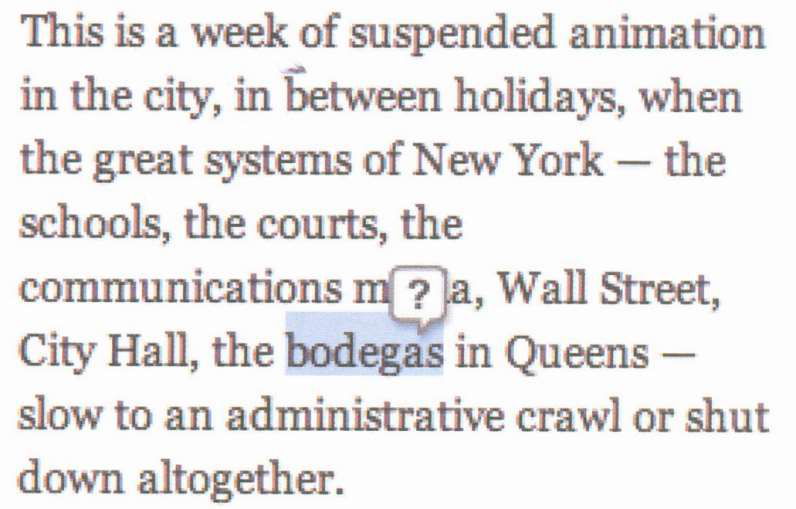 This is a week of suspended animation
in the city, in between holidays, when
the great systems of New York — the
schools, the courts, the
communications ?, Wall Street,
City Hall, the bodegas in Queens —
slow to an administrative crawl or shut
down altogether.